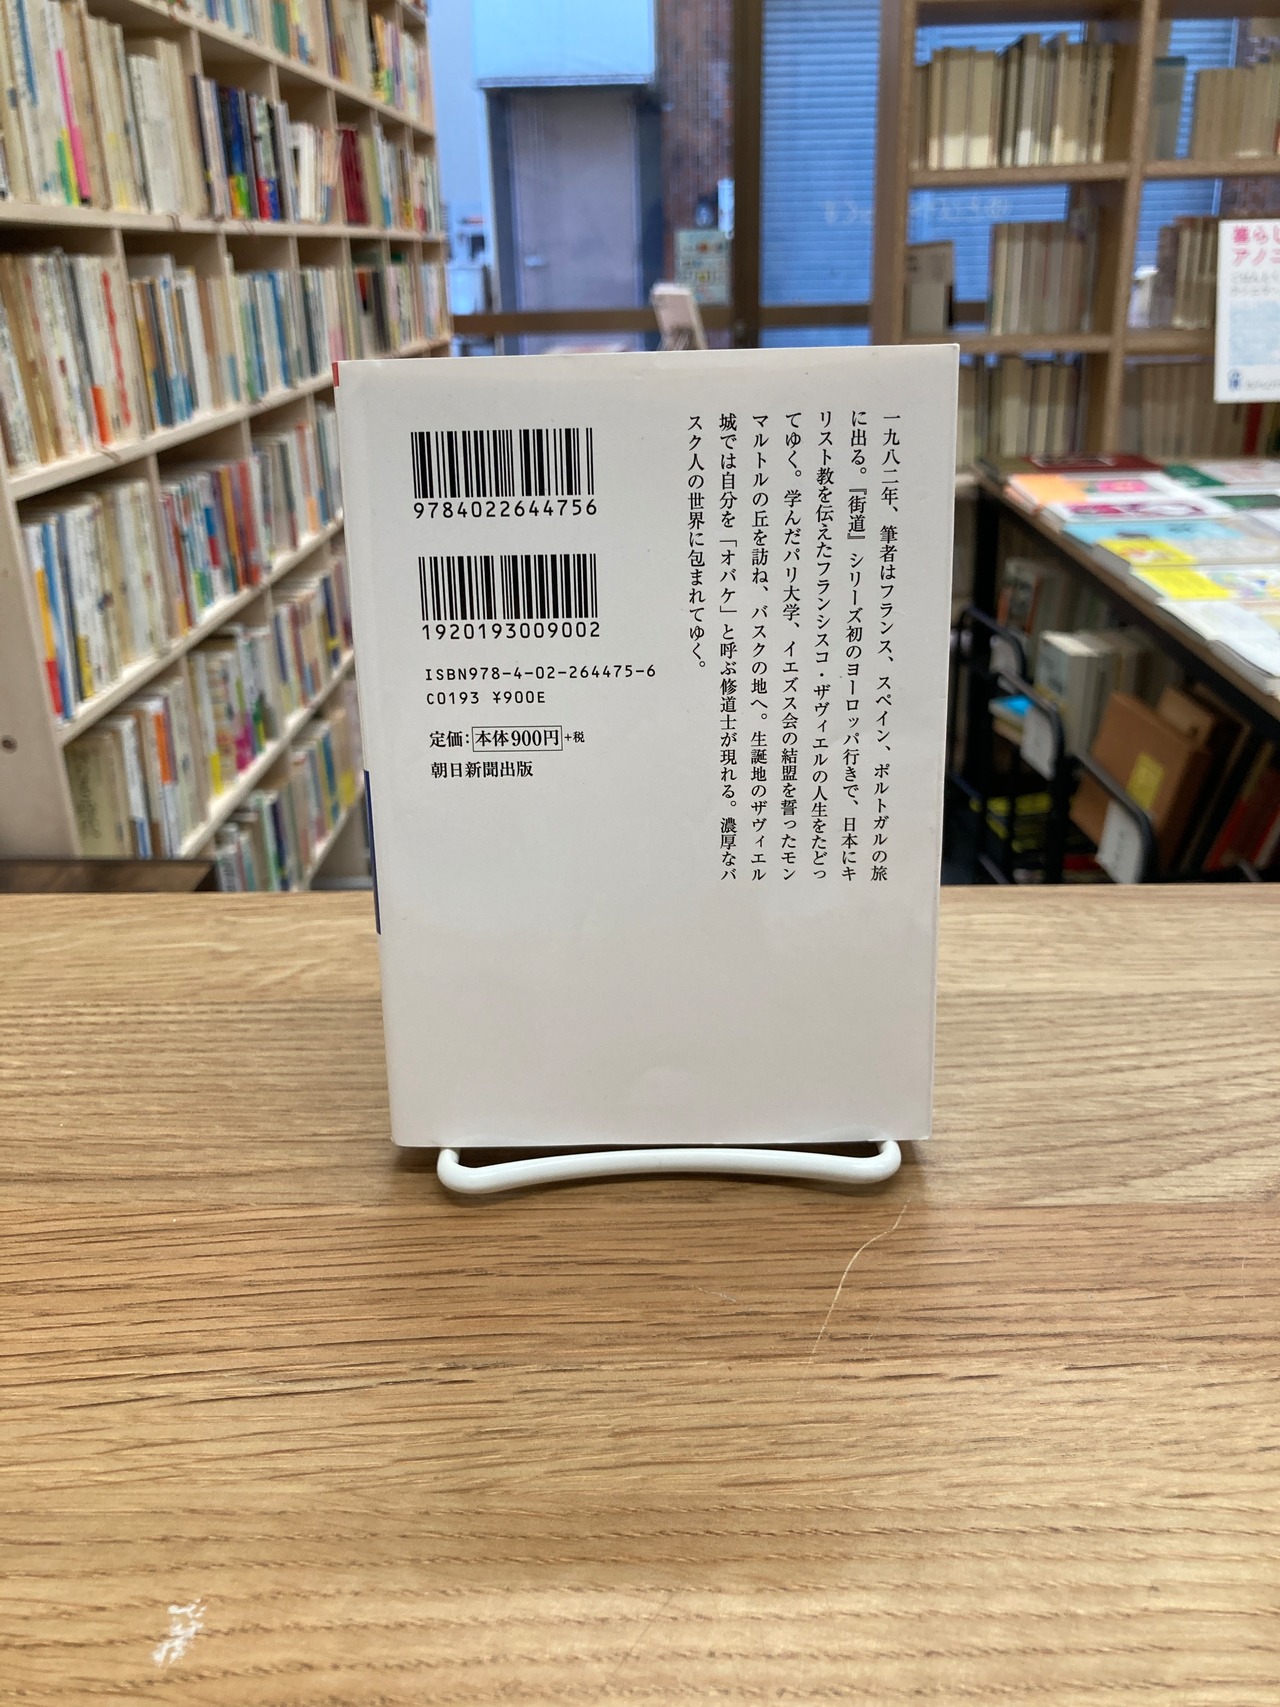 一九八二年、筆者はフランス、スペイン、ポルトガルの旅
に出る。『街道』シリーズ初のヨーロッパ行きで、日本にキ
リスト教を伝えたフランシスコ・ザヴィエルの人生をたどっ
てゆく。学んだパリ大学、イエズス会の結盟を誓ったモン
マルトルの丘を訪ね、バスクの地へ。生誕地のザヴィエル
城では自分を「オバケ」と呼ぶ修道士が現れる。濃厚なバ
スク人の世界に包まれてゆく。
9784022644756
1920193009002
ISBN978-4-02-264475-6
C0193 ¥900E
定価：本体900円+税
朝日新聞出版
暮らし
アノニ